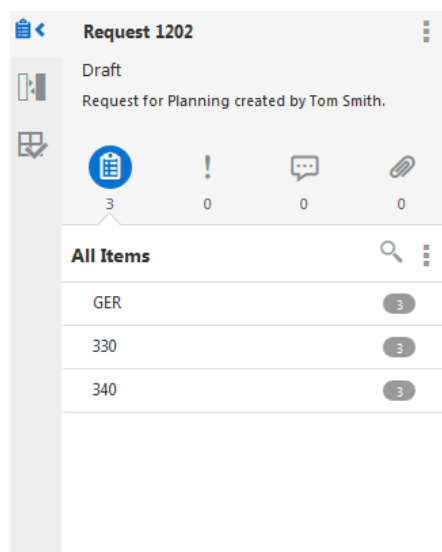 Request 1202
Draft
Request for Planning created by Tom Smith.
3 0 0 0
All Items
GER 3
330 3
340 3